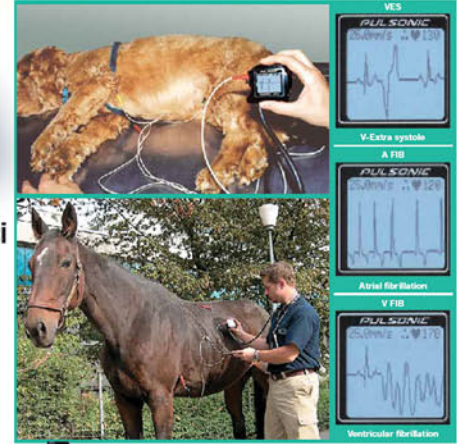 VES
PULSONIC
25.0mm/s ♥130
V-Extra systole
A FIB
PULSONIC
25.0mm/s ♥120
Atrial fibrillation
V FIB
PULSONIC
25.0mm/s ♥170
Ventricular fibrillation
i